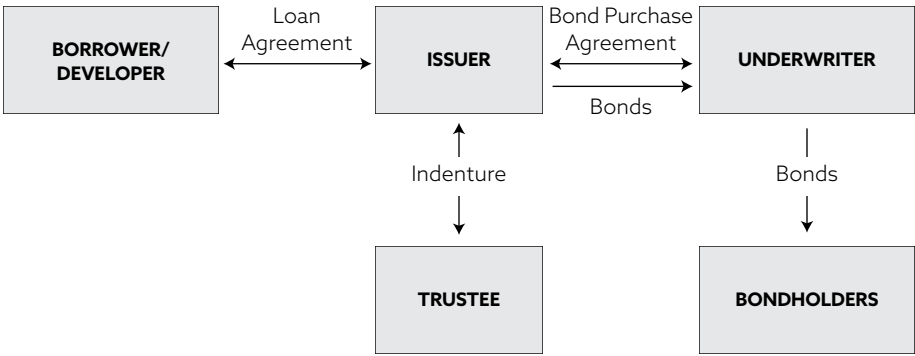 Loan
Agreement
Bond Purchase
Agreement
BORROWER/
DEVELOPER
ISSUER
UNDERWRITER
Bonds
Indenture
Bonds
TRUSTEE
BONDHOLDERS